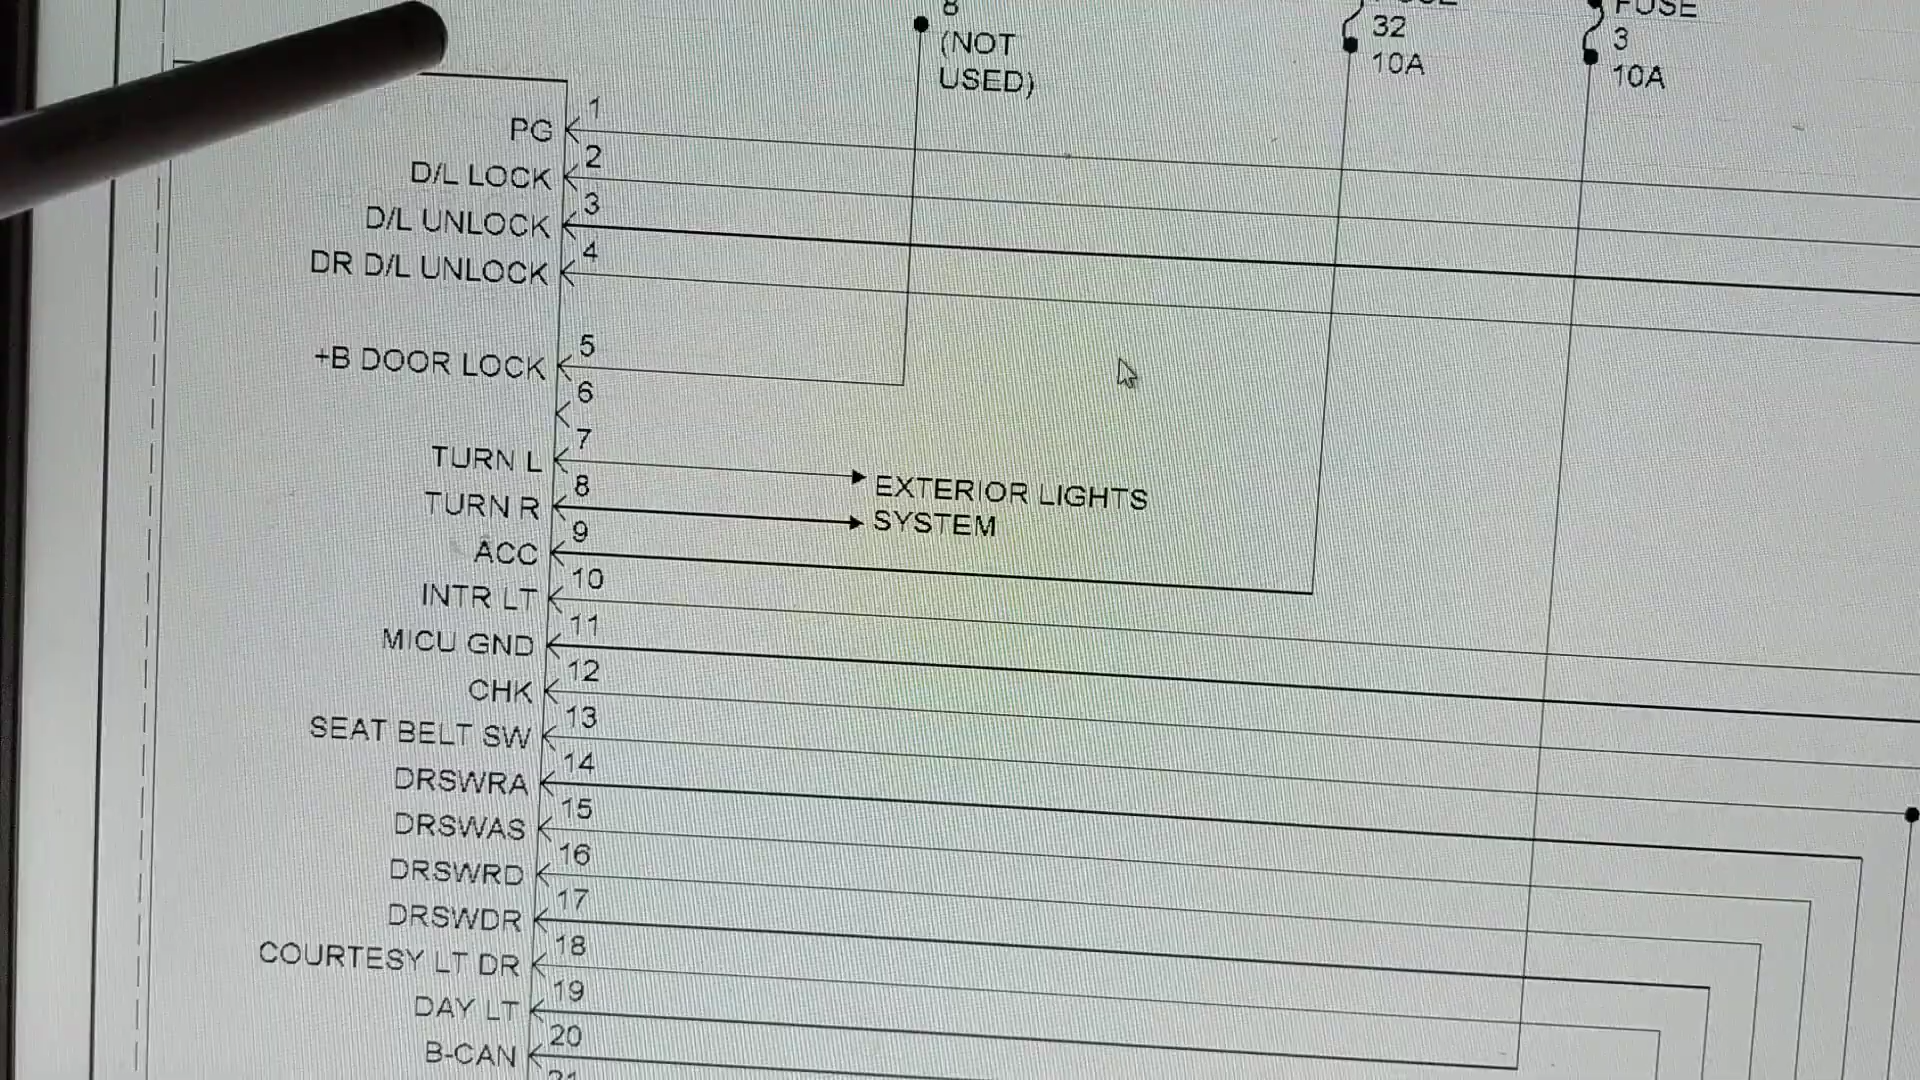 8
(NOT
USED)
32
10A
FUSE
3
10A
PG 1
D/L LOCK 2
D/L UNLOCK 3
DR D/L UNLOCK 4
+B DOOR LOCK 5
6
TURN L 7
TURN R 8
EXTERIOR LIGHTS
SYSTEM
ACC 9
INTR LT 10
MICU GND 11
CHK 12
SEAT BELT SW 13
DRSWRA 14
DRSWAS 15
DRSWRD 16
DRSWDR 17
COURTESY LT DR 18
DAY LT 19
B-CAN 20